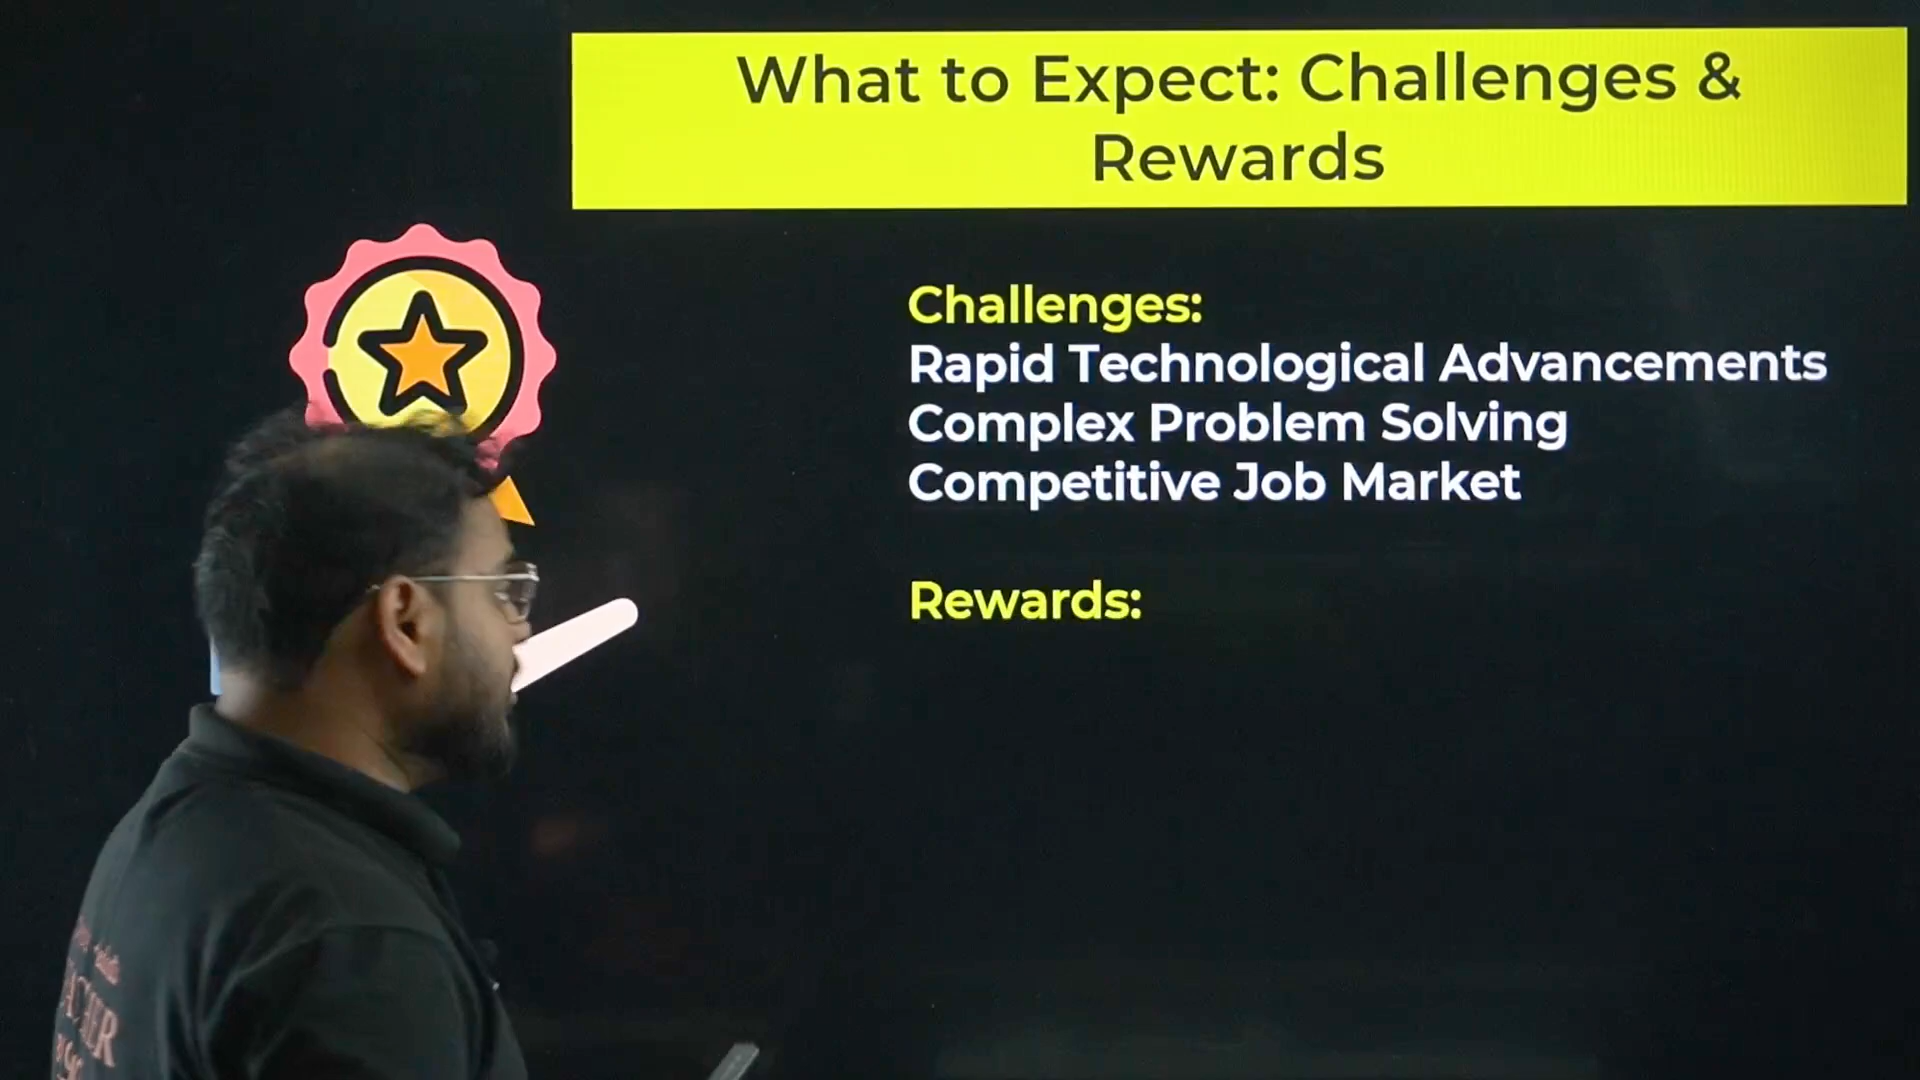 What to Expect: Challenges &
Rewards
Challenges:
Rapid Technological Advancements
Complex Problem Solving
Competitive Job Market
Rewards: